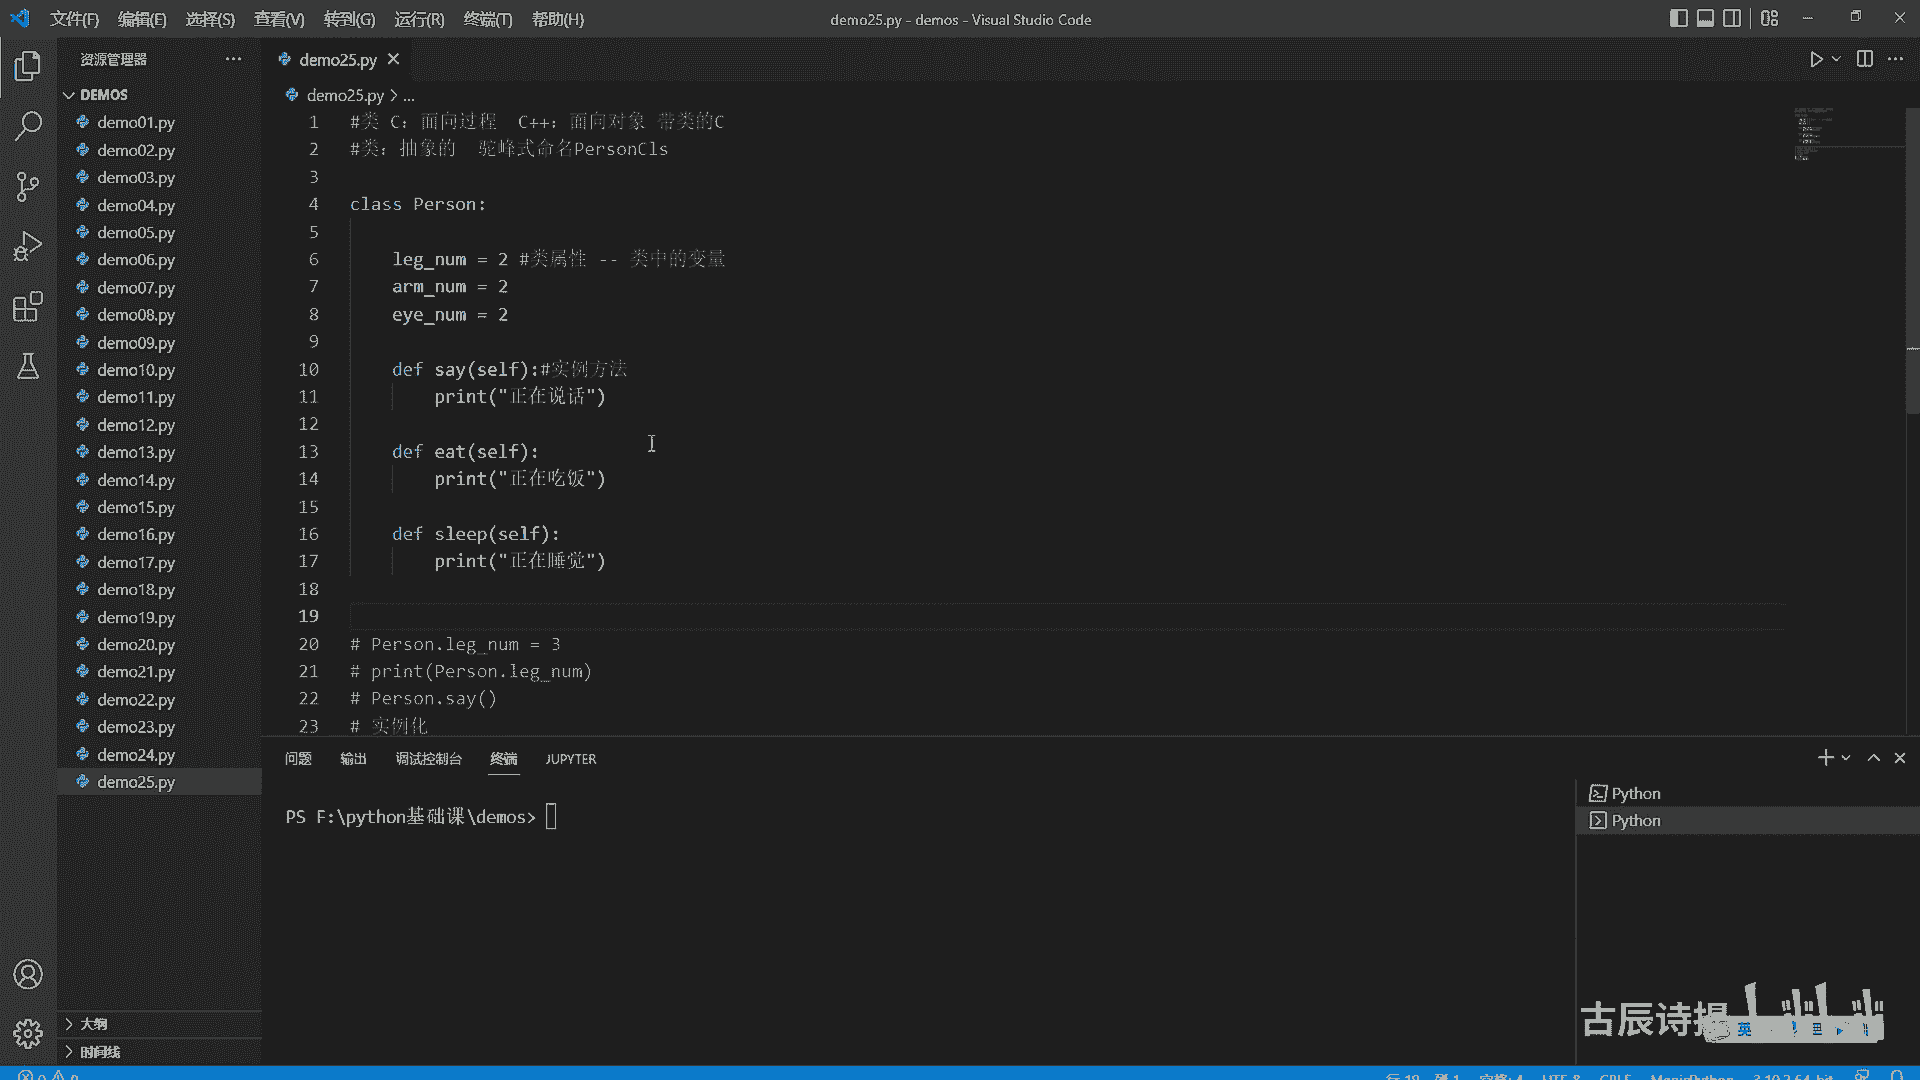 文件(F) 编辑(E) 选择(S) 查看(V) 转到(G) 运行(R) 终端(T) 帮助(H) demo25.py - demos - Visual Studio Code
资源管理器
DEMOS
demo01.py
demo02.py
demo03.py
demo04.py
demo05.py
demo06.py
demo07.py
demo08.py
demo09.py
demo10.py
demo11.py
demo12.py
demo13.py
demo14.py
demo15.py
demo16.py
demo17.py
demo18.py
demo19.py
demo20.py
demo21.py
demo22.py
demo23.py
demo24.py
demo25.py
大纲
时间线
demo25.py
demo25.py > ...
1 #类 C：面向过程 C++：面向对象 带类的C
2 #类：抽象的 驼峰式命名PersonCls
3
4 class Person:
5
6 leg_num = 2 #类属性 -- 类中的变量
7 arm_num = 2
8 eye_num = 2
9
10 def say(self):#实例方法
11 print("正在说话")
12
13 def eat(self):
14 print("正在吃饭")
15
16 def sleep(self):
17 print("正在睡觉")
18
19
20 # Person.leg_num = 3
21 # print(Person.leg_num)
22 # Person.say()
23 # 实例化
问题 输出 调试控制台 终端 JUPYTER
PS F:\python基础课\demos>
Python
Python
古辰诗
英